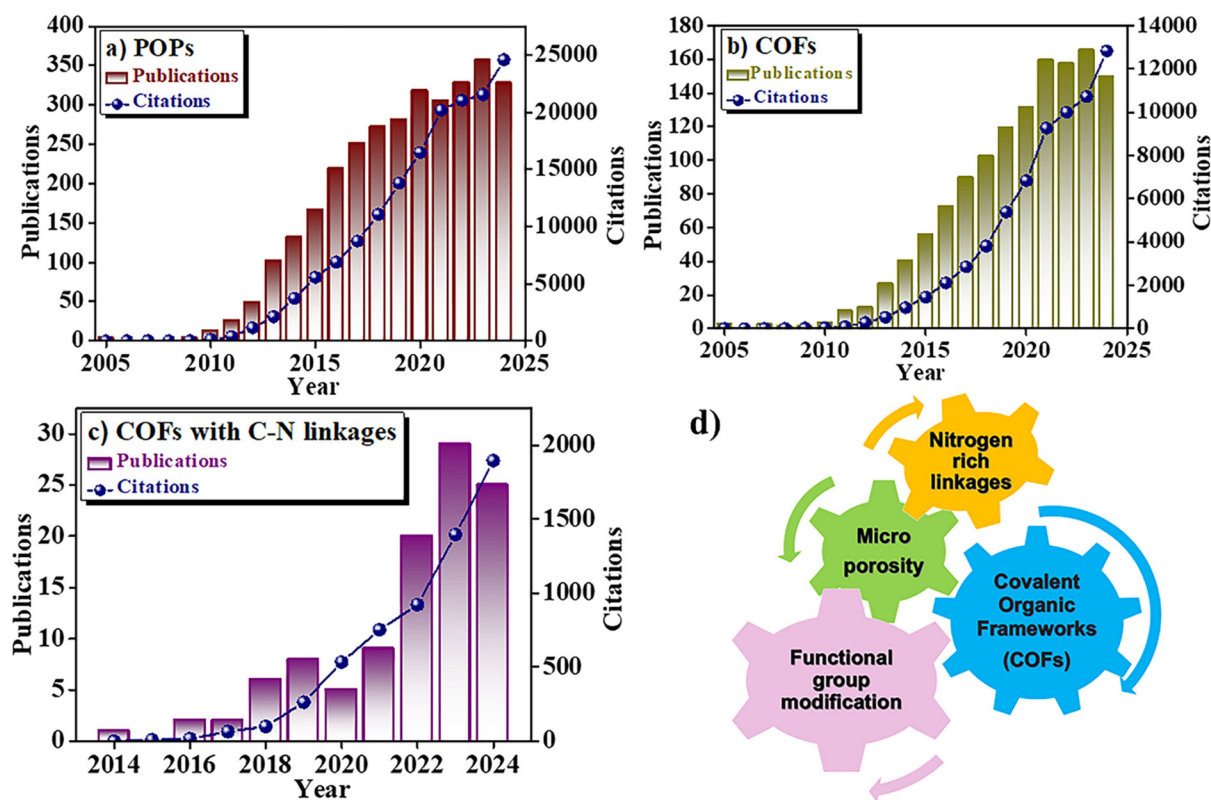 a) POPs
Publications
Citations
400
350
300
250
200
150
100
50
0
Publications
25000
20000
15000
10000
5000
0
Citations
2005
2010
2015
2020
2025
Year
b) COFs
Publications
Citations
180
160
140
120
100
80
60
40
20
0
Publications
14000
12000
10000
8000
6000
4000
2000
0
Citations
2005
2010
2015
2020
2025
Year
c) COFs with C-N linkages
Publications
Citations
30
25
20
15
10
5
0
Publications
2000
1500
1000
500
0
Citations
2014
2016
2018
2020
2022
2024
Year
d)
Nitrogen
rich
linkages
Micro
porosity
Covalent
Organic
Frameworks
(COFs)
Functional
group
modification